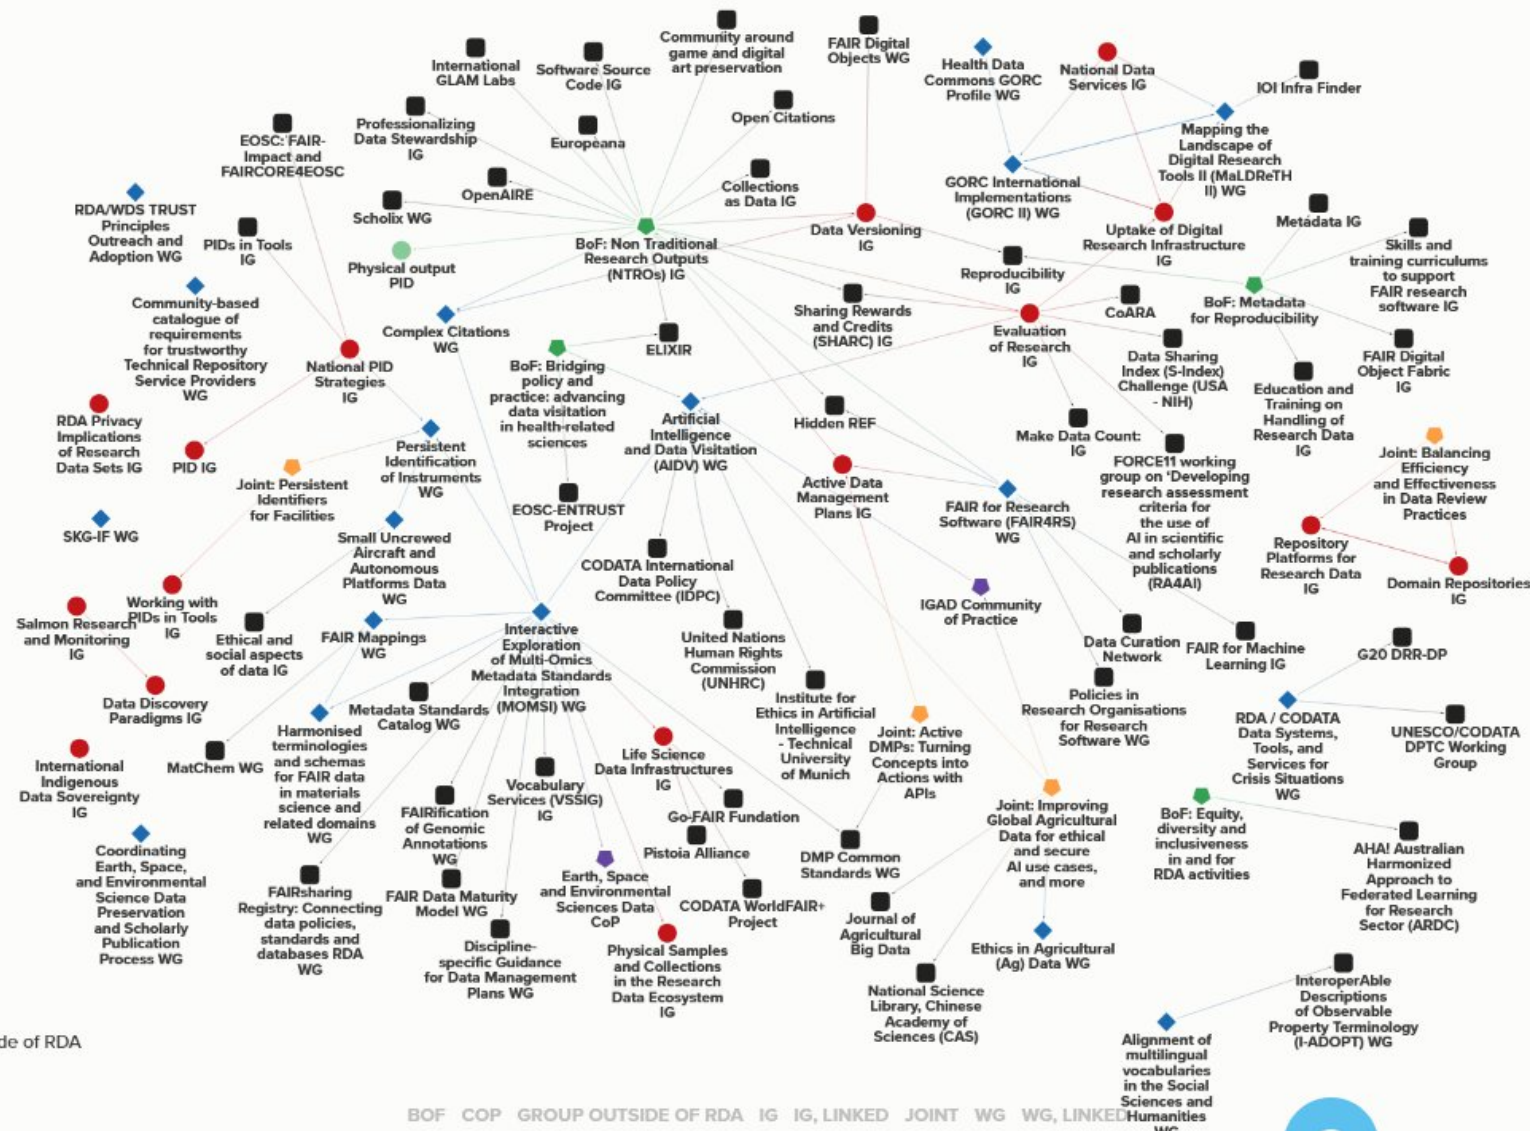 International
GLAM Labs
Software Source
Code IG
Community around
game and digital
art preservation
FAIR Digital
Objects WG
Health Data
Commons GORC
Profile WG
National Data
Services IG
IOI Infra Finder
EOSC: FAIR-
Impact and
FAIRCORE4EOSC
Professionalizing
Data Stewardship
IG
Europeana
Open Citations
Mapping the
Landscape of
Digital Research
Tools II (MaLDReTH
II) WG
RDA/WDS TRUST
Principles
Outreach and
Adoption WG
PIDs in Tools
IG
Scholix WG
OpenAIRE
Collections
as Data IG
GORC International
Implementations
(GORC II) WG
Metadata IG
Physical output
PID
BoF: Non Traditional
Research Outputs
(NTROs) IG
Data Versioning
IG
Reproducibility
IG
Uptake of Digital
Research Infrastructure
IG
Skills and
training curriculums
to support
FAIR research
software IG
Community-based
catalogue of
requirements
for trustworthy
Technical Repository
Service Providers
WG
National PID
Strategies
IG
Complex Citations
WG
ELIXIR
Sharing Rewards
and Credits
(SHARC) IG
Evaluation
of Research
IG
CoARA
BoF: Metadata
for Reproducibility
Data Sharing
Index (S-Index)
Challenge (USA
- NIH)
FAIR Digital
Object Fabric
IG
BoF: Bridging
policy and
practice: advancing
data visitation
in health-related
sciences
Education and
Training on
Handling of
Research Data
IG
RDA Privacy
Implications
of Research
Data Sets IG
PID IG
Persistent
Identification
of Instruments
WG
Artificial
Intelligence
and Data Visitation
(AIDV) WG
Hidden REF
Make Data Count:
IG
Joint: Balancing
Efficiency
and Effectiveness
in Data Review
Practices
Joint: Persistent
Identifiers
for Facilities
EOSC-ENTRUST
Project
Active Data
Management
Plans IG
FAIR for Research
Software (FAIR4RS)
WG
FORCE11 working
group on ‘Developing
research assessment
criteria for
the use of
AI in scientific
and scholarly
publications
(RA4AI)
SKG-IF WG
Small Uncrewed
Aircraft and
Autonomous
Platforms Data
WG
CODATA International
Data Policy
Committee (IDPC)
Repository
Platforms for
Research Data
IG
Domain Repositories
IG
Salmon Research
and Monitoring
IG
Working with
PIDs in Tools
IG
Ethical and
social aspects
of data IG
FAIR Mappings
WG
Interactive
Exploration
of Multi-Omics
Metadata Standards
Integration
(MOMSI) WG
United Nations
Human Rights
Commission
(UNHRC)
IGAD Community
of Practice
Data Curation
Network
FAIR for Machine
Learning IG
G20 DRR-DP
Data Discovery
Paradigms IG
Metadata Standards
Catalog WG
Institute for
Ethics in Artificial
Intelligence
- Technical
University
of Munich
Policies in
Research Organisations
for Research
Software WG
RDA / CODATA
Data Systems,
Tools, and
Services for
Crisis Situations
WG
UNESCO/CODATA
DPTC Working
Group
International
Indigenous
Data Sovereignty
IG
MatChem WG
Harmonised
terminologies
and schemas
for FAIR data
in materials
science and
related domains
WG
Life Science
Data Infrastructures
IG
Joint: Active
DMPs: Turning
Concepts into
Actions with
APIs
Vocabulary
Services (VSSIG)
IG
FAIRification
of Genomic
Annotations
WG
Go-FAIR Fundation
Pistoia Alliance
DMP Common
Standards WG
Joint: Improving
Global Agricultural
Data for ethical
and secure
AI use cases,
and more
BoF: Equity,
diversity and
inclusiveness
in and for
RDA activities
AHA! Australian
Harmonized
Approach to
Federated Learning
for Research
Sector (ARDC)
Coordinating
Earth, Space,
and Environmental
Science Data
Preservation
and Scholarly
Publication
Process WG
FAIRsharing
Registry: Connecting
data policies,
standards and
databases RDA
WG
FAIR Data Maturity
Model WG
Earth, Space
and Environmental
Sciences Data
CoP
CODATA WorldFAIR+
Project
Journal of
Agricultural
Big Data
Ethics in Agricultural
(Ag) Data WG
Discipline-
specific Guidance
for Data Management
Plans WG
Physical Samples
and Collections
in the Research
Data Ecosystem
IG
National Science
Library, Chinese
Academy of
Sciences (CAS)
InteroperAble
Descriptions
of Observable
Property Terminology
(I-ADOPT) WG
de of RDA
Alignment of
multilingual
vocabularies
in the Social
Sciences and
Humanities
WG
BOF COP GROUP OUTSIDE OF RDA IG IG, LINKED JOINT WG WG, LINKED